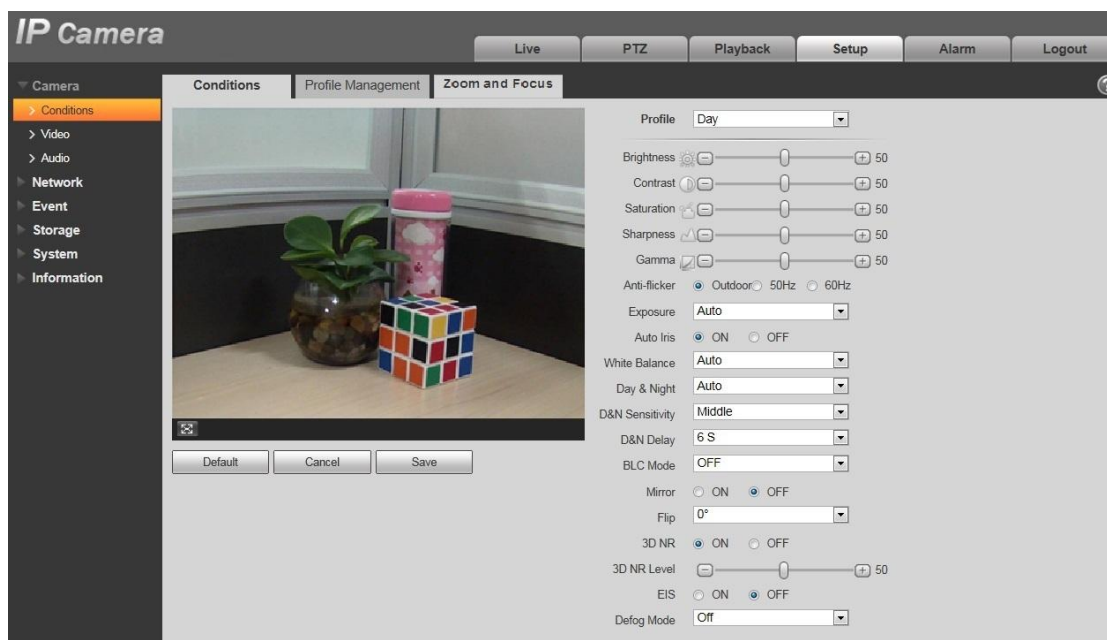 IP Camera
Live PTZ Playback Setup Alarm Logout
Camera
Conditions
Video
Audio
Network
Event
Storage
System
Information
Conditions Profile Management Zoom and Focus
Default Cancel Save
Profile Day
Brightness 50
Contrast 50
Saturation 50
Sharpness 50
Gamma 50
Anti-flicker Outdoor 50Hz 60Hz
Exposure Auto
Auto Iris ON OFF
White Balance Auto
Day & Night Auto
D&N Sensitivity Middle
D&N Delay 6 S
BLC Mode OFF
Mirror ON OFF
Flip 0°
3D NR ON OFF
3D NR Level 50
EIS ON OFF
Defog Mode Off